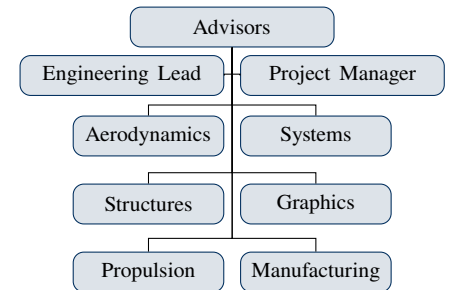 Advisors
Engineering Lead
Project Manager
Aerodynamics
Systems
Structures
Graphics
Propulsion
Manufacturing